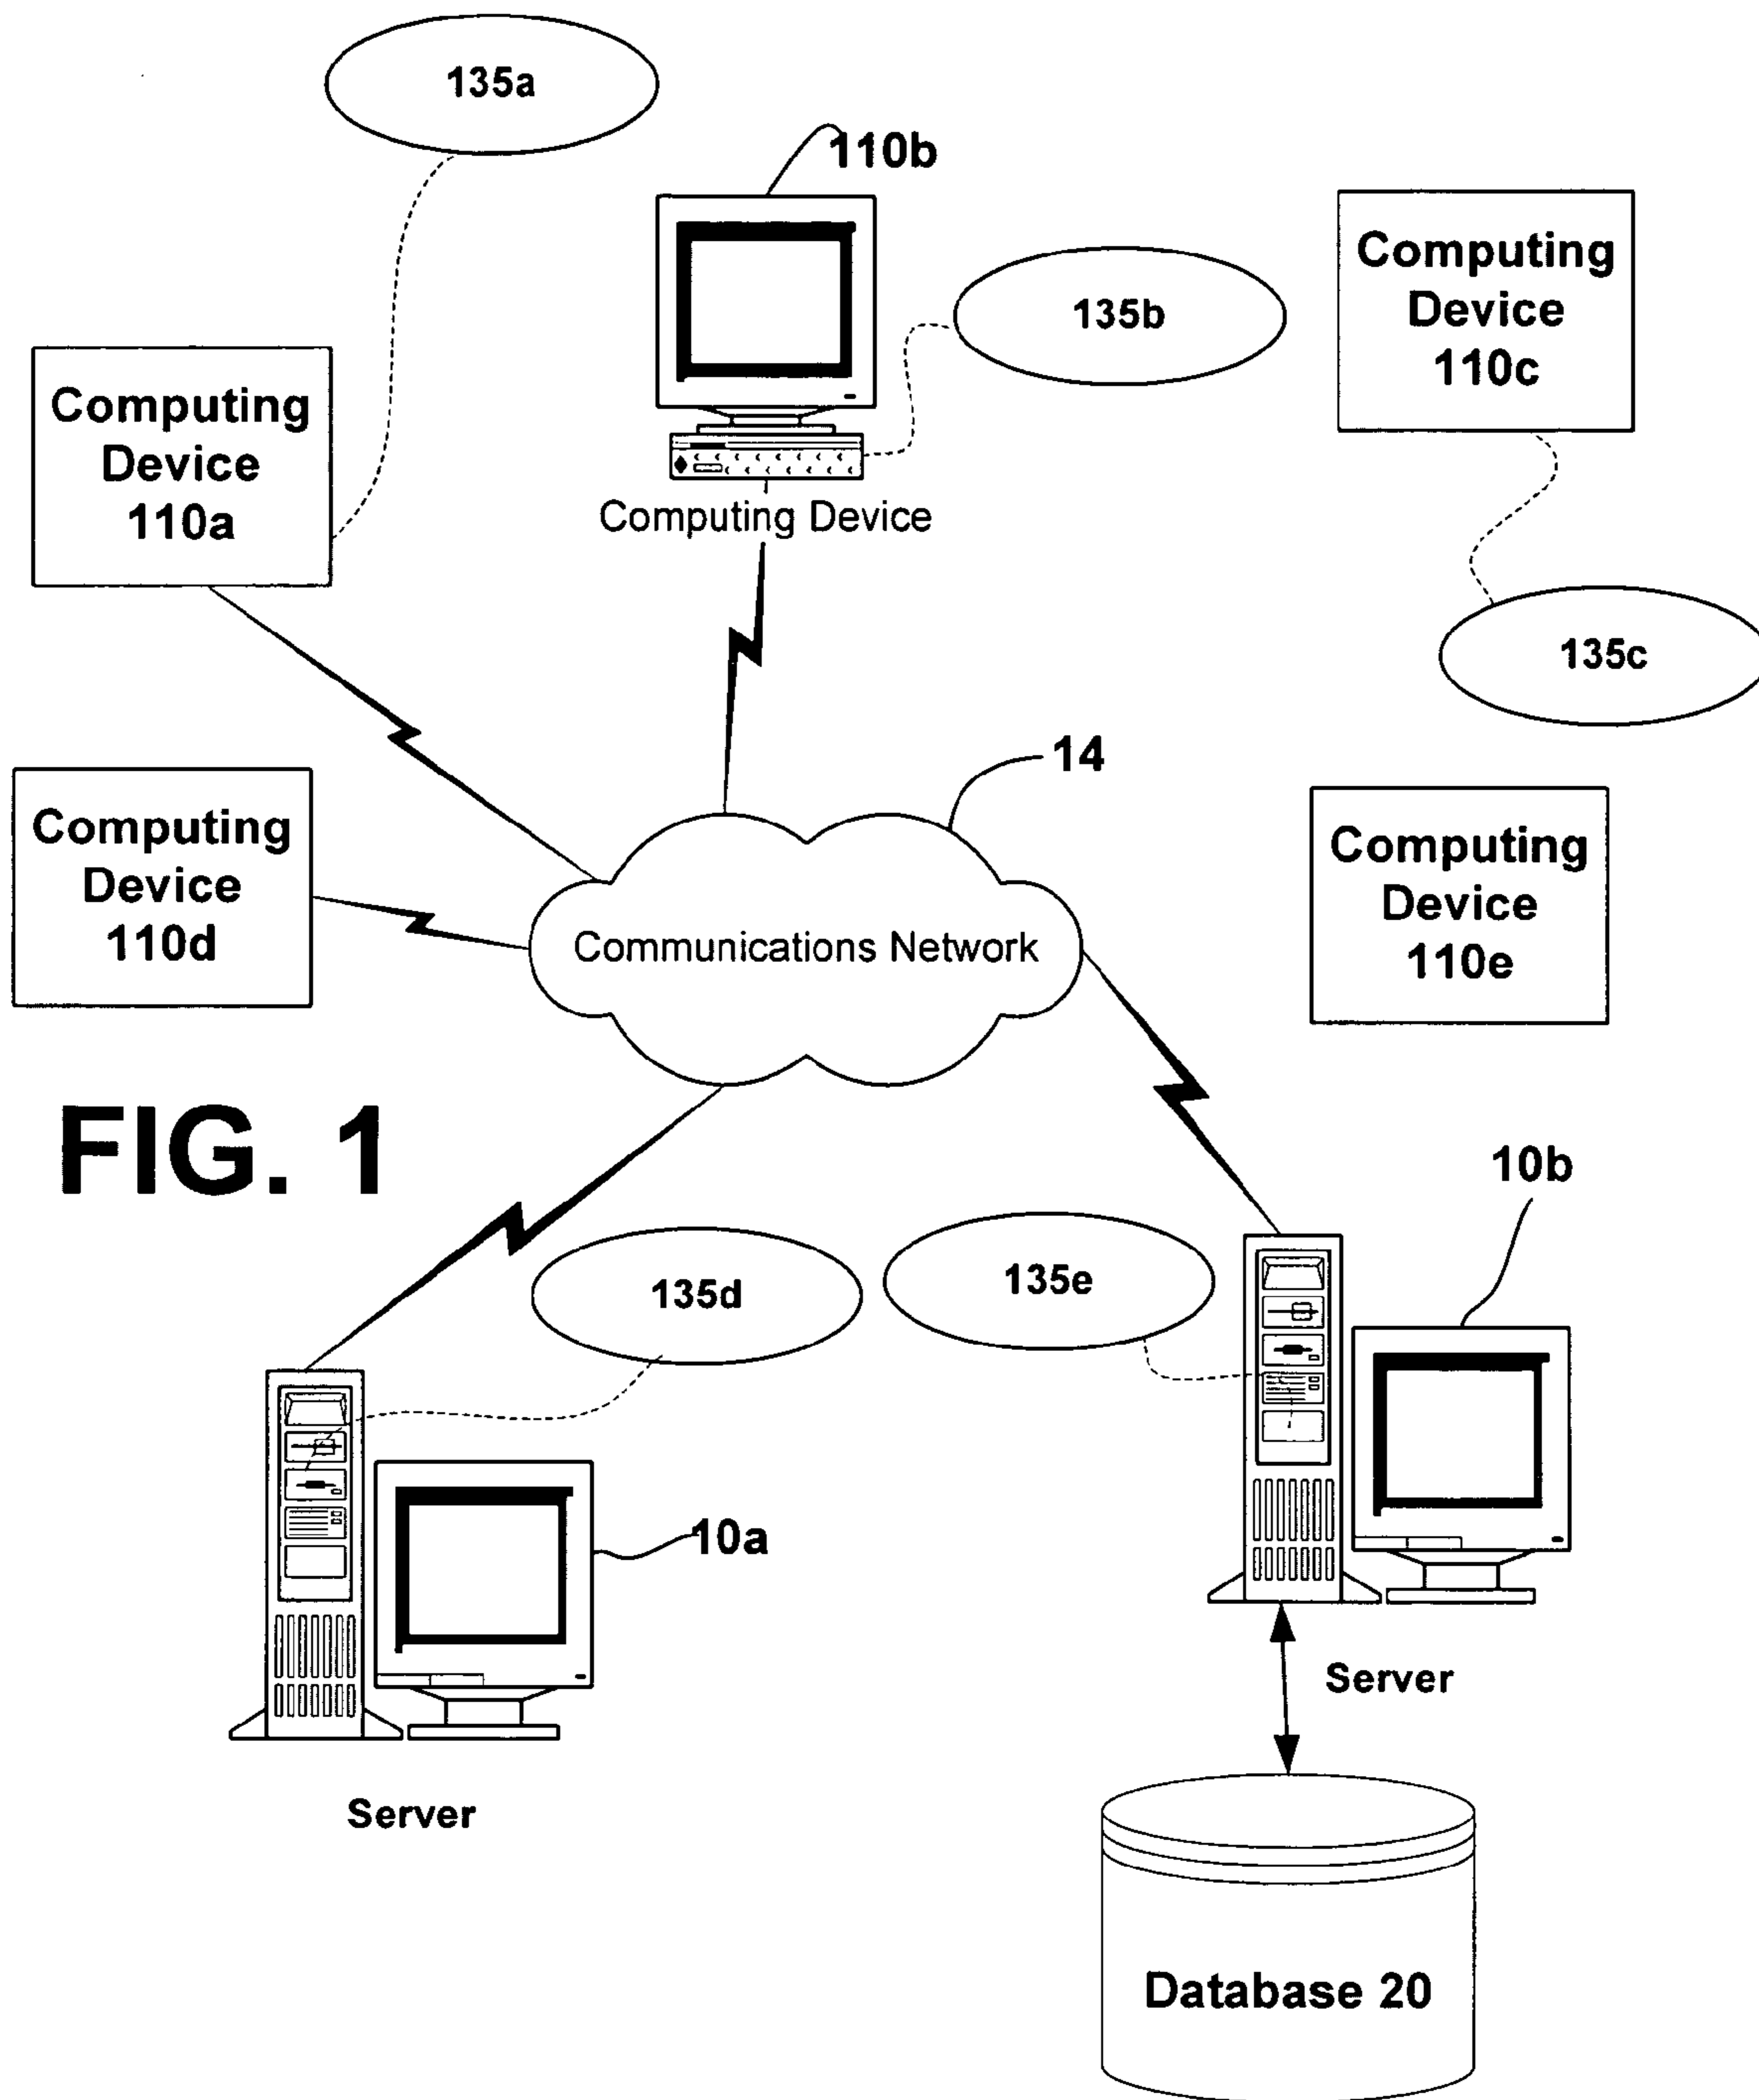 135a
110b
Computing
Device
110c
135b
Computing
Device
110a
Computing Device
135c
14
Computing
Device
110d
Computing
Device
110e
Communications Network
FIG. 1
10b
135e
135d
10a
Server
Server
Database 20